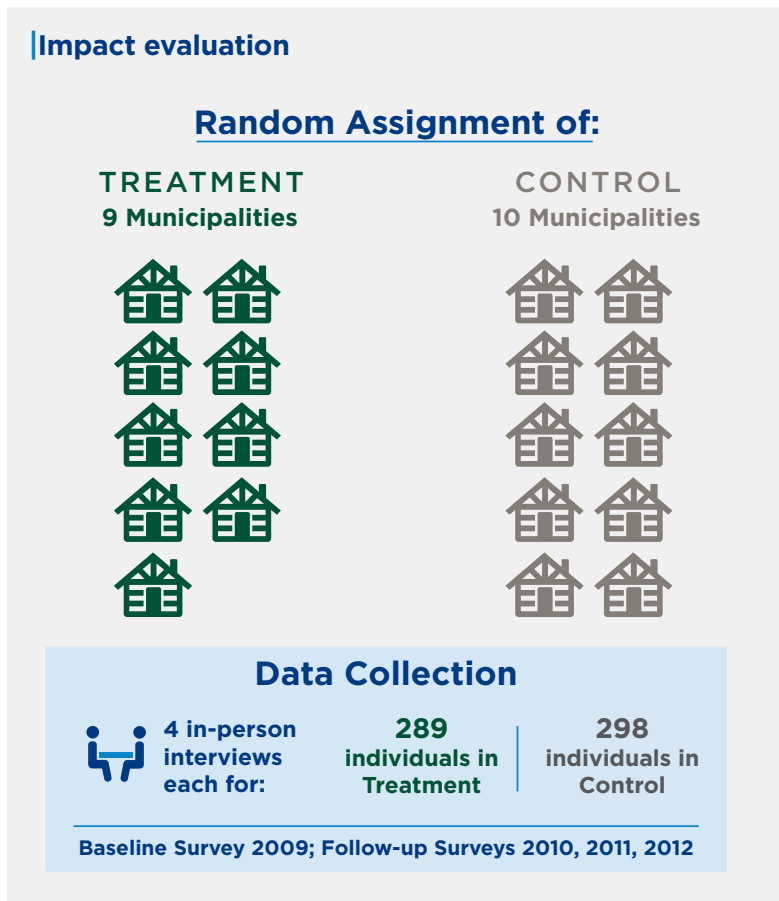 Impact evaluation
Random Assignment of:
TREATMENT
9 Municipalities
CONTROL
10 Municipalities
Data Collection
4 in-person
interviews
each for:
289
individuals in
Treatment
298
individuals in
Control
Baseline Survey 2009; Follow-up Surveys 2010, 2011, 2012